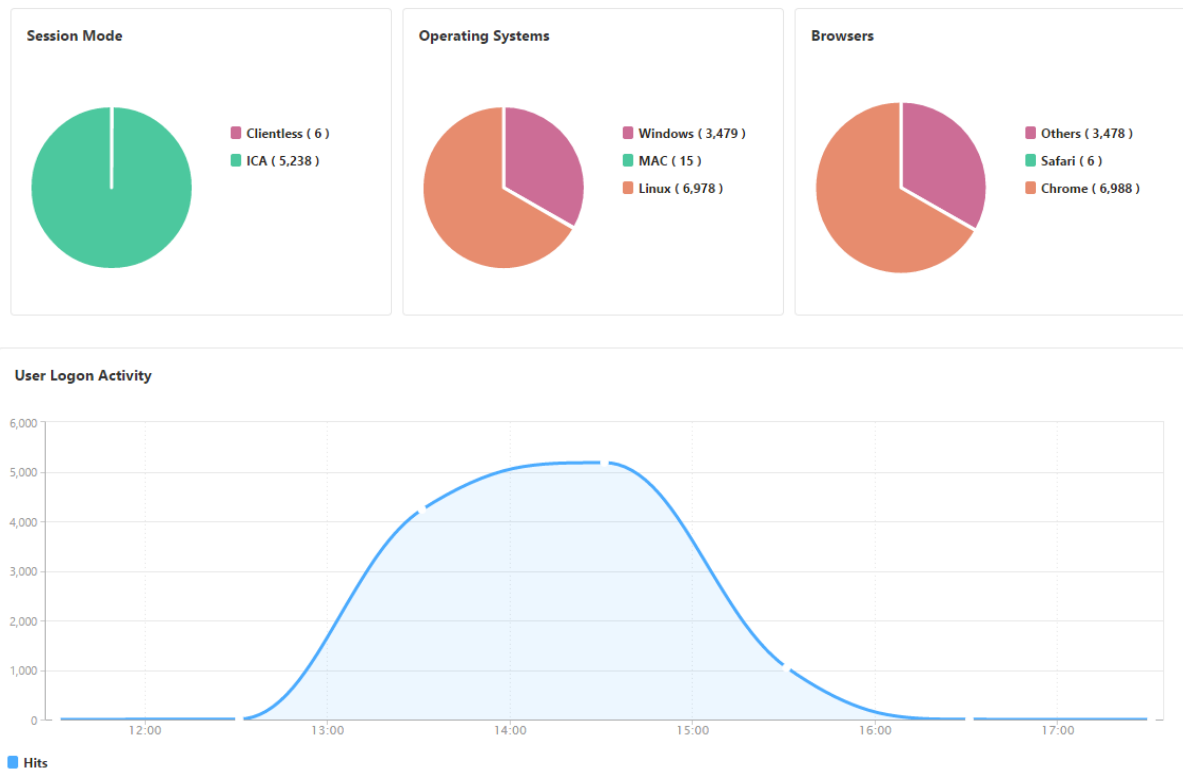 Session Mode
Clientless ( 6 )
ICA ( 5,238 )
Operating Systems
Windows ( 3,479 )
MAC ( 15 )
Linux ( 6,978 )
Browsers
Others ( 3,478 )
Safari ( 6 )
Chrome ( 6,988 )
User Logon Activity
6,000
5,000
4,000
3,000
2,000
1,000
0
12:00 13:00 14:00 15:00 16:00 17:00
Hits